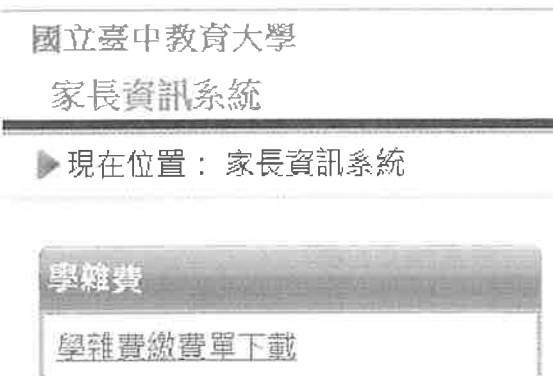 國立臺中教育大學
家長資訊系統
現在位置： 家長資訊系統
學雜費
學雜費繳費單下載